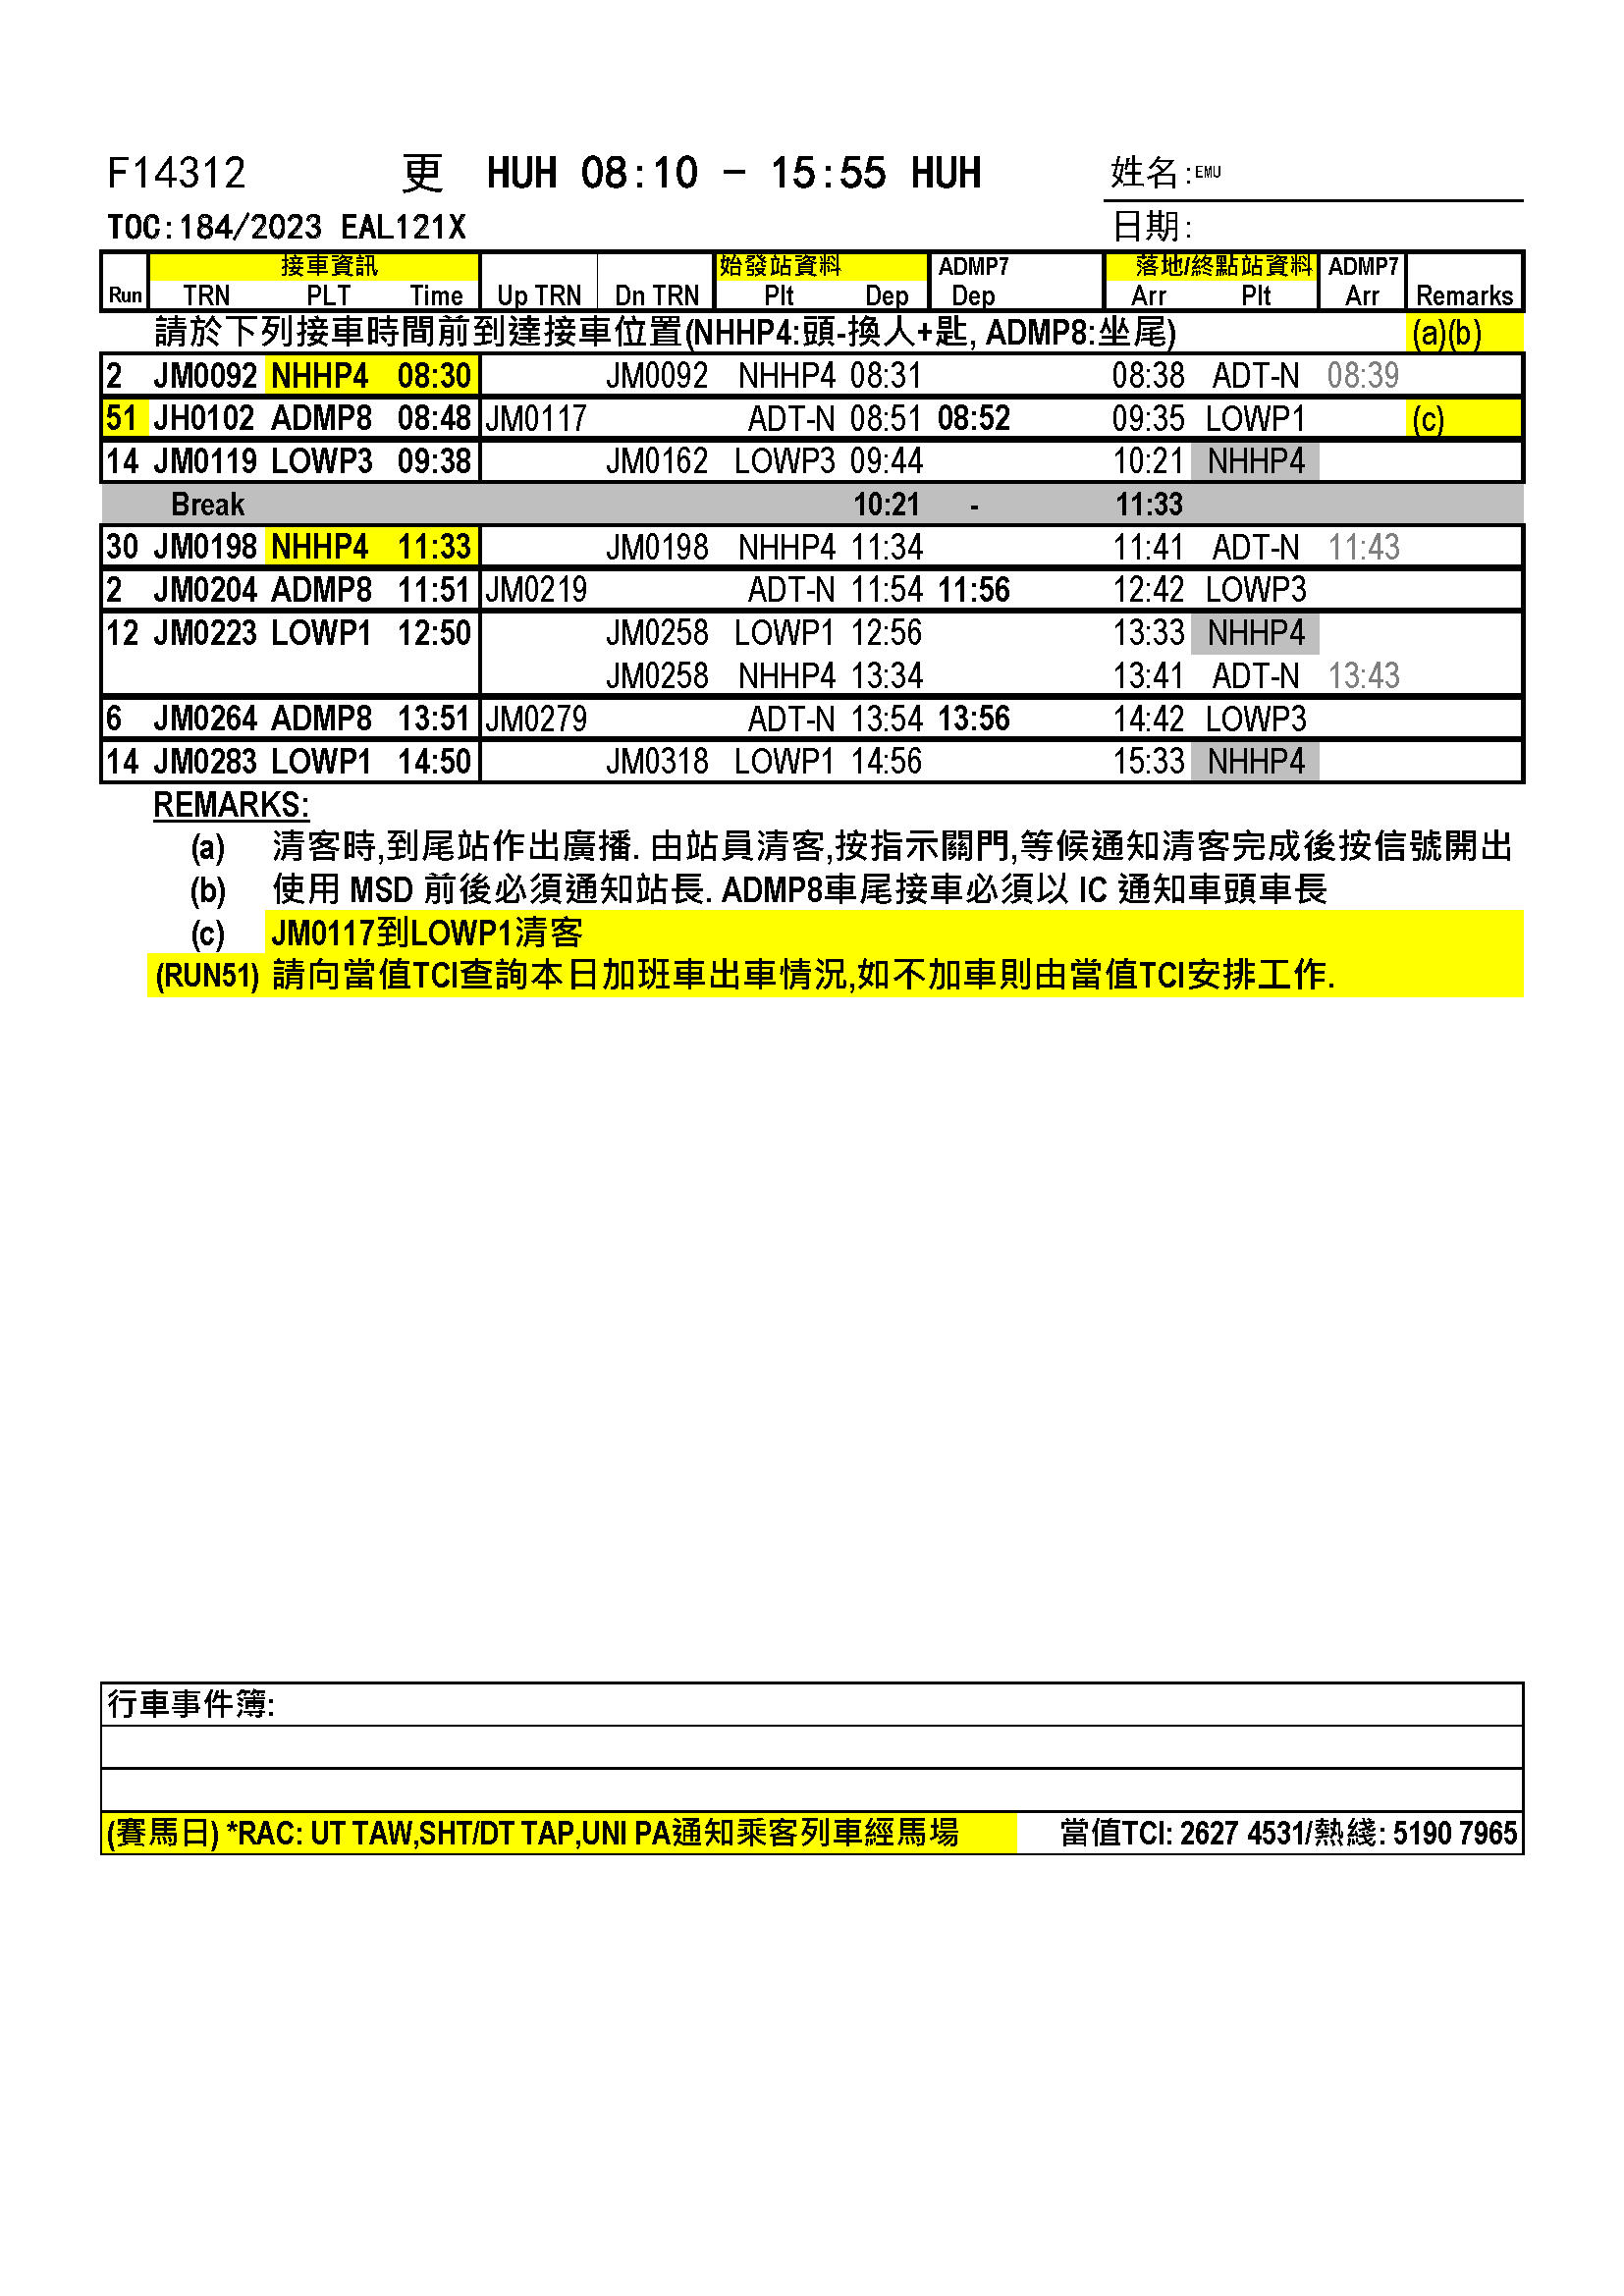 F14312 更 HUH 08:10 - 15:55 HUH 姓名:EMU
TOC:184/2023 EAL121X 日期:
接車資訊 始發站資料 ADMP7 落地/終點站資料 ADMP7
Run TRN PLT Time Up TRN Dn TRN Plt Dep Dep Arr Plt Arr Remarks
請於下列接車時間前到達接車位置(NHHP4:頭-換人+匙, ADMP8:坐尾) (a)(b)
2 JM0092 NHHP4 08:30 JM0092 NHHP4 08:31 08:38 ADT-N 08:39
51 JH0102 ADMP8 08:48 JM0117 ADT-N 08:51 08:52 09:35 LOWP1 (c)
14 JM0119 LOWP3 09:38 JM0162 LOWP3 09:44 10:21 NHHP4
Break 10:21 - 11:33
30 JM0198 NHHP4 11:33 JM0198 NHHP4 11:34 11:41 ADT-N 11:43
2 JM0204 ADMP8 11:51 JM0219 ADT-N 11:54 11:56 12:42 LOWP3
12 JM0223 LOWP1 12:50 JM0258 LOWP1 12:56 13:33 NHHP4
JM0258 NHHP4 13:34 13:41 ADT-N 13:43
6 JM0264 ADMP8 13:51 JM0279 ADT-N 13:54 13:56 14:42 LOWP3
14 JM0283 LOWP1 14:50 JM0318 LOWP1 14:56 15:33 NHHP4
REMARKS:
(a) 清客時,到尾站作出廣播. 由站員清客,按指示關門,等候通知清客完成後按信號開出
(b) 使用 MSD 前後必須通知站長. ADMP8車尾接車必須以 IC 通知車頭車長
(c) JM0117到LOWP1清客
(RUN51) 請向當值TCI查詢本日加班車出車情況,如不加車則由當值TCI安排工作.
行車事件簿:
(賽馬日) *RAC: UT TAW,SHT/DT TAP,UNI PA通知乘客列車經馬場 當值TCI: 2627 4531/熱綫: 5190 7965